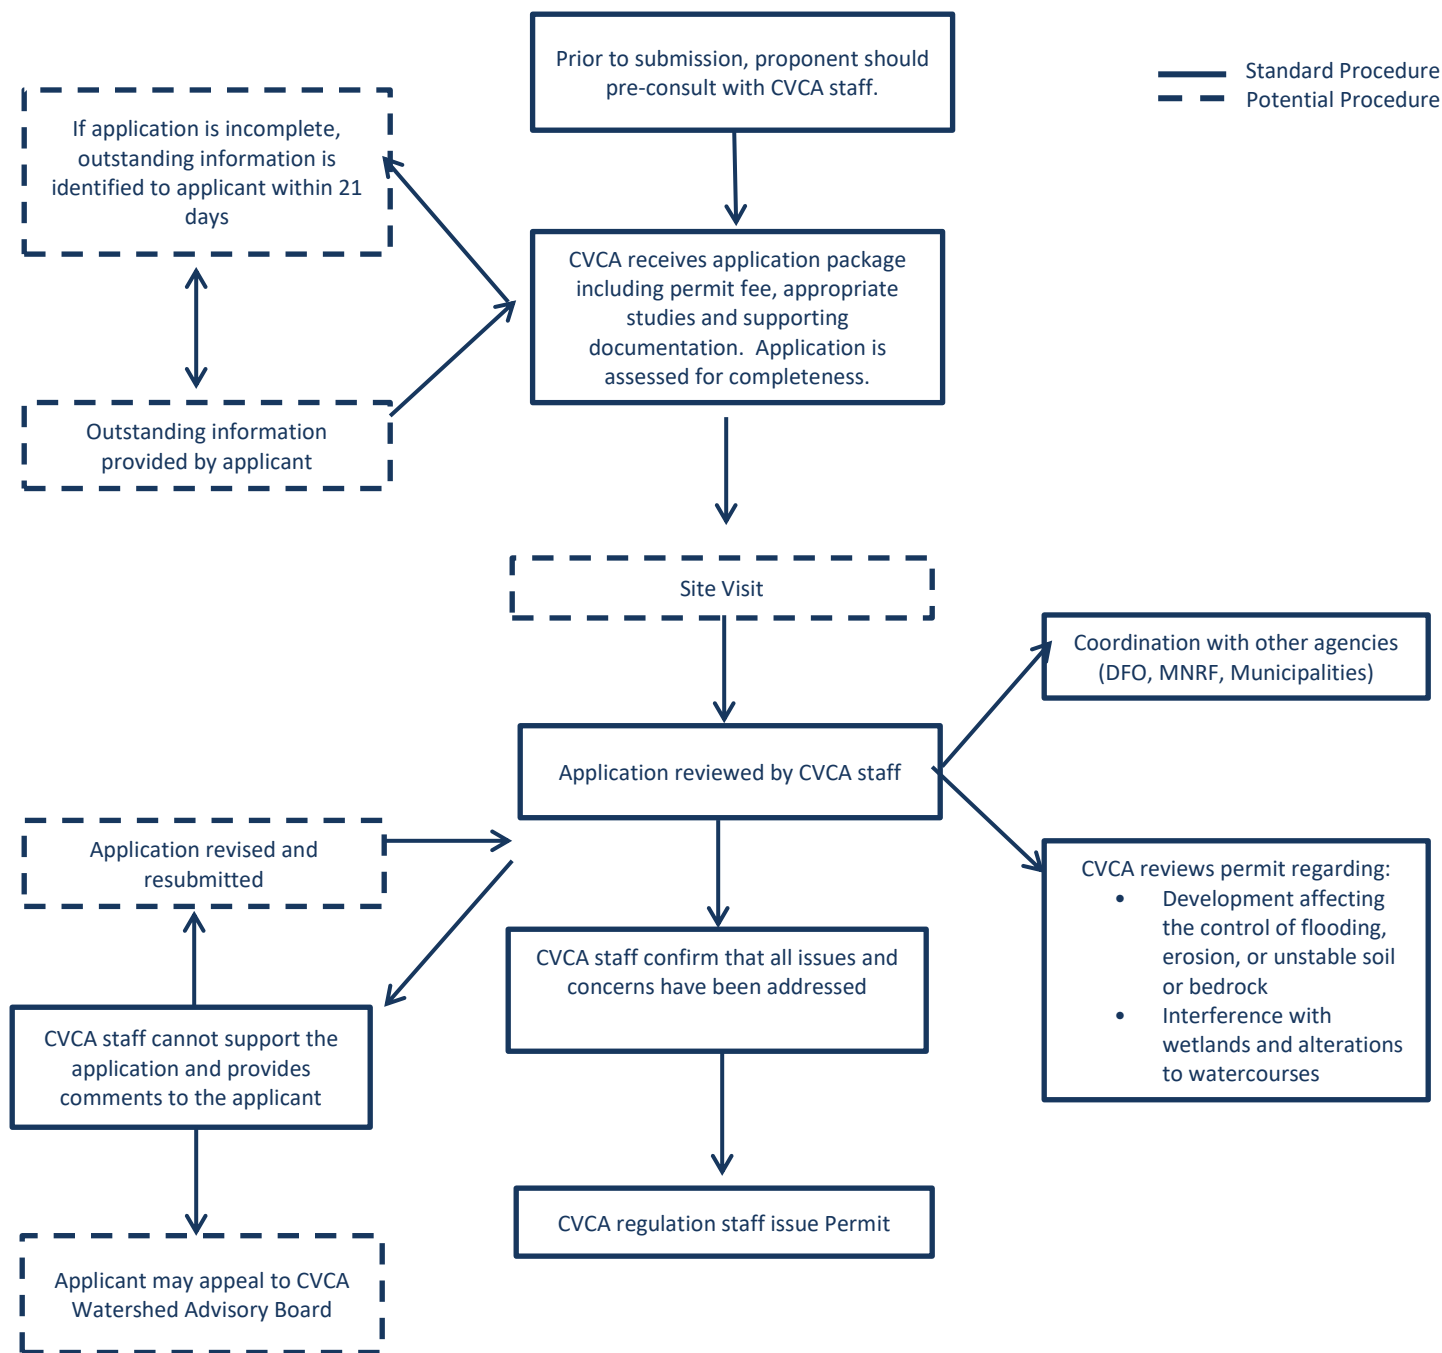 Prior to submission, proponent should
pre-consult with CVCA staff.
Standard Procedure
Potential Procedure
If application is incomplete,
outstanding information is
identified to applicant within 21
days
CVCA receives application package
including permit fee, appropriate
studies and supporting
documentation.  Application is
assessed for completeness.
Outstanding information
provided by applicant
Site Visit
Coordination with other agencies
(DFO, MNRF, Municipalities)
Application reviewed by CVCA staff
Application revised and
resubmitted
CVCA reviews permit regarding:
• Development affecting
the control of flooding,
erosion, or unstable soil
or bedrock
• Interference with
wetlands and alterations
to watercourses
CVCA staff confirm that all issues and
concerns have been addressed
CVCA staff cannot support the
application and provides
comments to the applicant
CVCA regulation staff issue Permit
Applicant may appeal to CVCA
Watershed Advisory Board